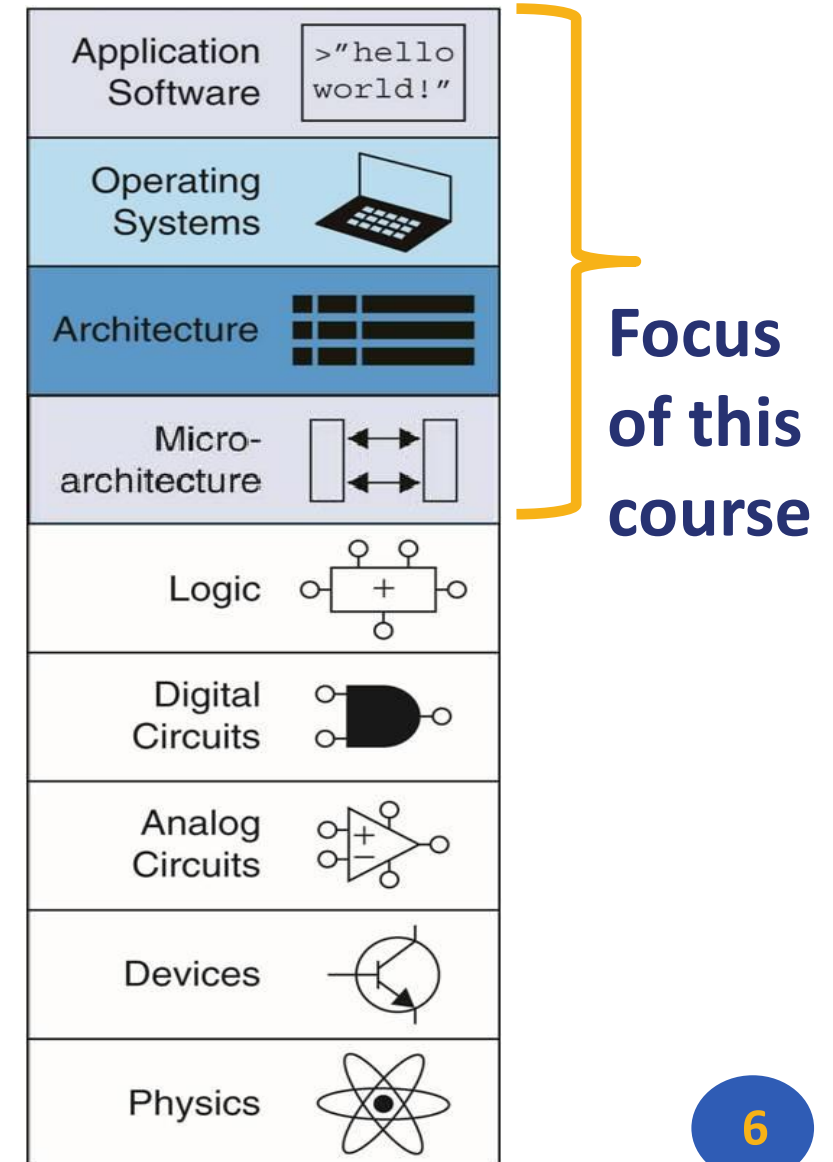 Application
Software
>"hello
world!"
Operating
Systems
Architecture
Micro-
architecture
Logic
+
Digital
Circuits
Analog
Circuits
+
−
Devices
Physics
Focus
of this
course
6